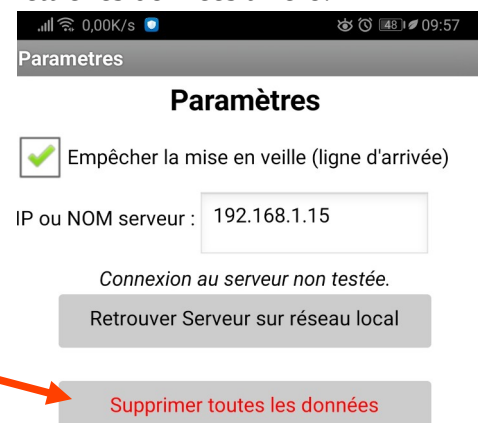 0,00K/s 48 09:57
Parametres
Paramètres
Empêcher la mise en veille (ligne d'arrivée)
IP ou NOM serveur : 192.168.1.15
Connexion au serveur non testée.
Retrouver Serveur sur réseau local
Supprimer toutes les données